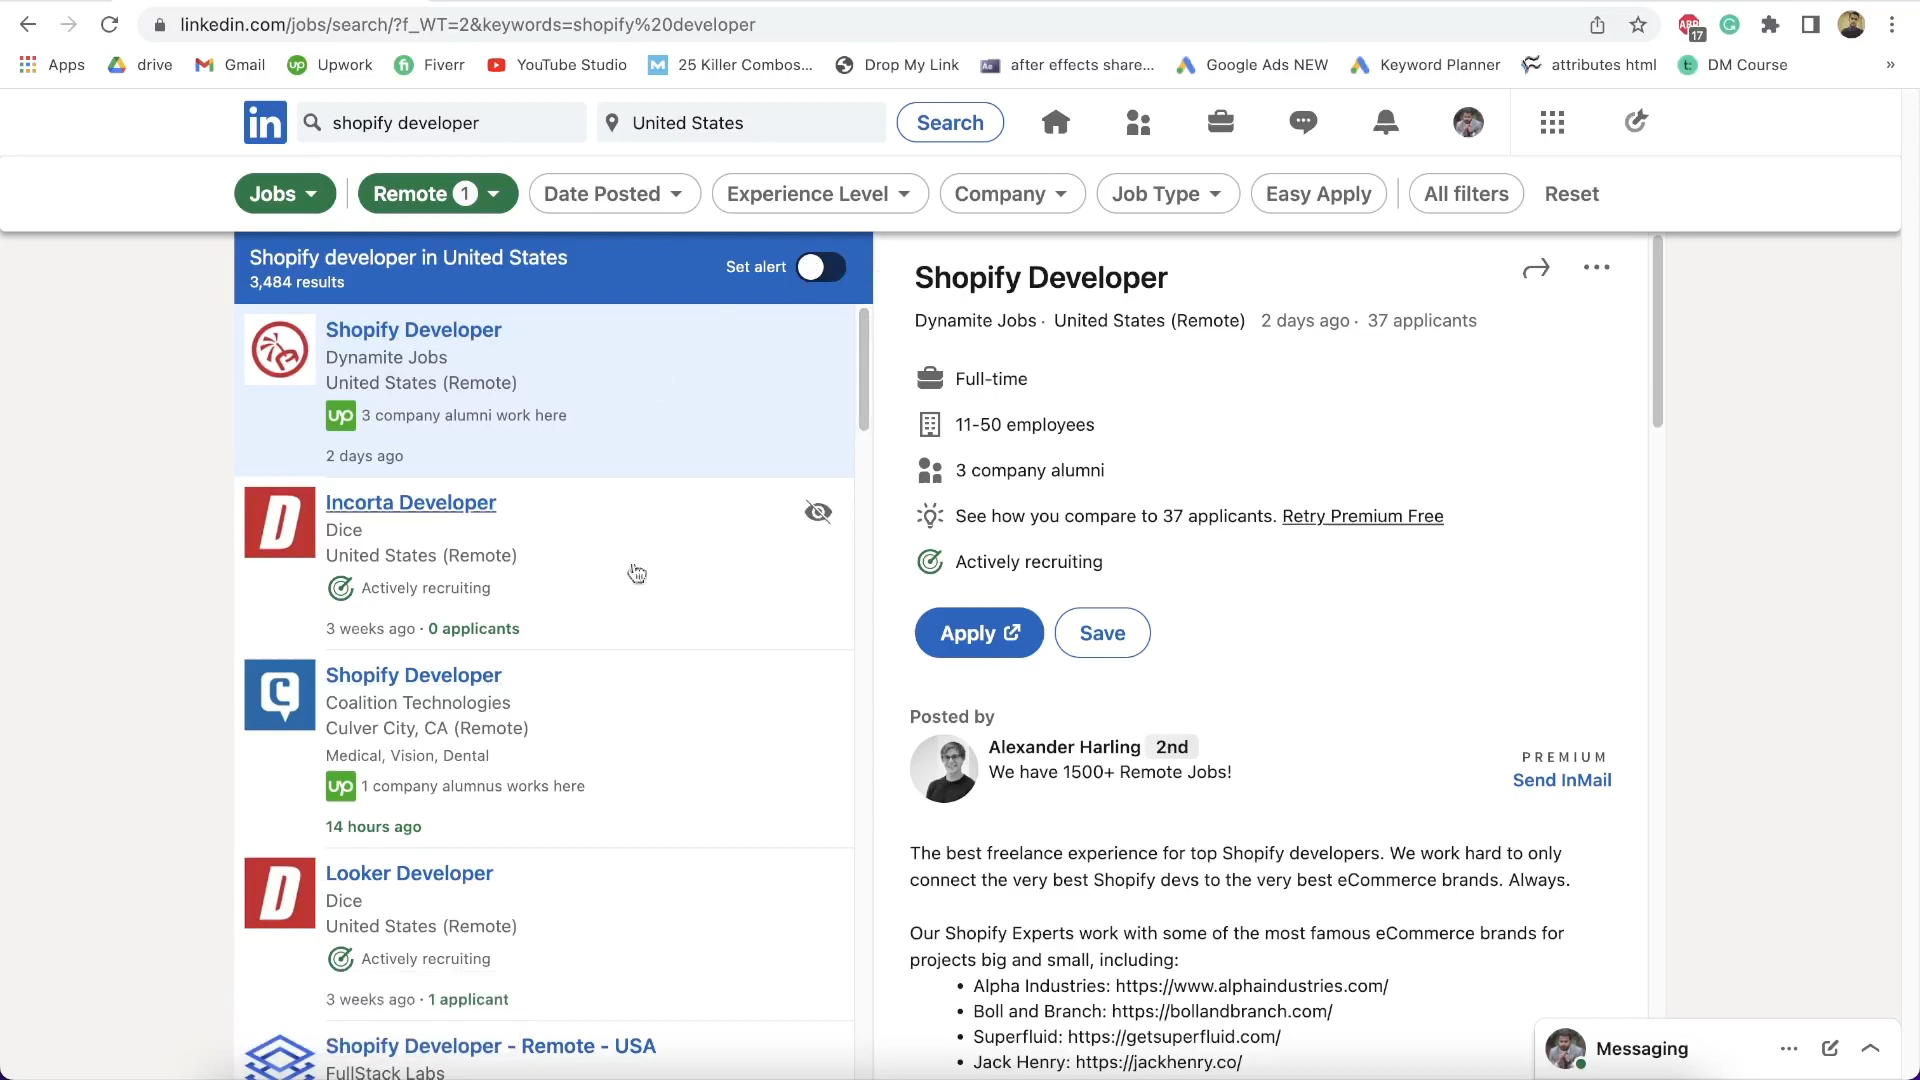 linkedin.com/jobs/search/?f_WT=2&keywords=shopify%20developer
17
Apps
drive
Gmail
up
Upwork
Fiverr
YouTube Studio
25 Killer Combos...
Drop My Link
after effects share...
Google Ads NEW
Keyword Planner
attributes html
DM Course
»
in
shopify developer
United States
Search
Jobs
Remote 1
Date Posted
Experience Level
Company
Job Type
Easy Apply
All filters
Reset
Shopify developer in United States
3,484 results
Set alert
Shopify Developer
Dynamite Jobs
United States (Remote)
up 3 company alumni work here
2 days ago
D
Incorta Developer
Dice
United States (Remote)
Actively recruiting
3 weeks ago · 0 applicants
C
Shopify Developer
Coalition Technologies
Culver City, CA (Remote)
Medical, Vision, Dental
up 1 company alumnus works here
14 hours ago
D
Looker Developer
Dice
United States (Remote)
Actively recruiting
3 weeks ago · 1 applicant
Shopify Developer - Remote - USA
FullStack Labs
Shopify Developer
Dynamite Jobs · United States (Remote) 2 days ago · 37 applicants
Full-time
11-50 employees
3 company alumni
See how you compare to 37 applicants. Retry Premium Free
Actively recruiting
Apply
Save
Posted by
Alexander Harling 2nd
We have 1500+ Remote Jobs!
PREMIUM
Send InMail
The best freelance experience for top Shopify developers. We work hard to only
connect the very best Shopify devs to the very best eCommerce brands. Always.
Our Shopify Experts work with some of the most famous eCommerce brands for
projects big and small, including:
• Alpha Industries: https://www.alphaindustries.com/
• Boll and Branch: https://bollandbranch.com/
• Superfluid: https://getsuperfluid.com/
• Jack Henry: https://jackhenry.co/
Messaging